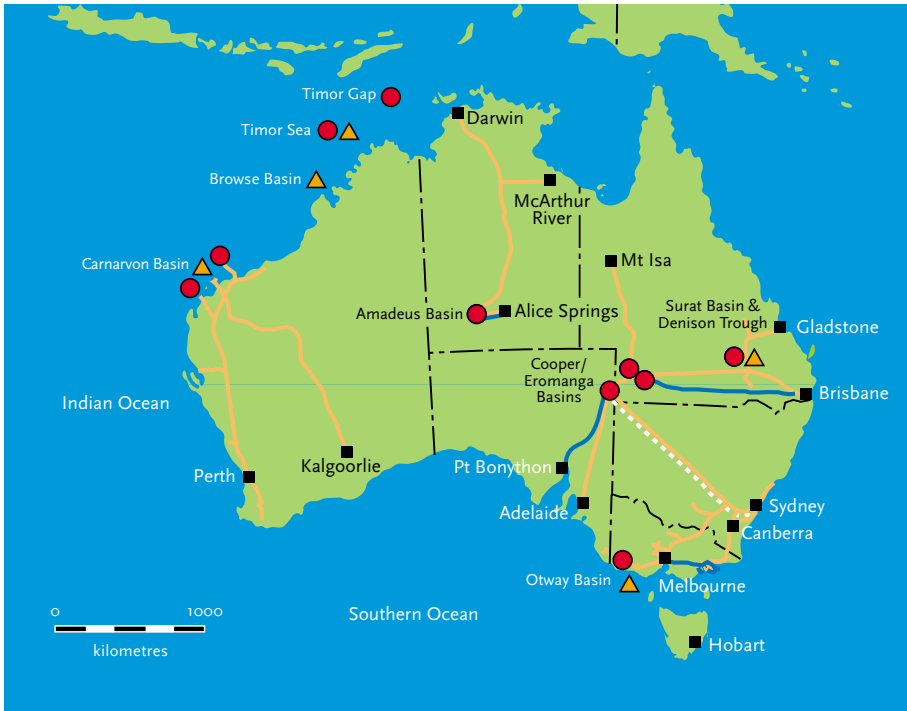 Timor Gap
Timor Sea
Darwin
Browse Basin
McArthur
River
Carnarvon Basin
Mt Isa
Amadeus Basin
Alice Springs
Surat Basin &
Denison Trough
Gladstone
Cooper/
Eromanga
Basins
Brisbane
Indian Ocean
Perth
Kalgoorlie
Pt Bonython
Adelaide
Sydney
Canberra
Otway Basin
Melbourne
Southern Ocean
0 1000
kilometres
Hobart